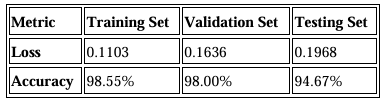 Metric Training Set Validation Set Testing Set
Loss 0.1103 0.1636 0.1968
Accuracy 98.55% 98.00% 94.67%